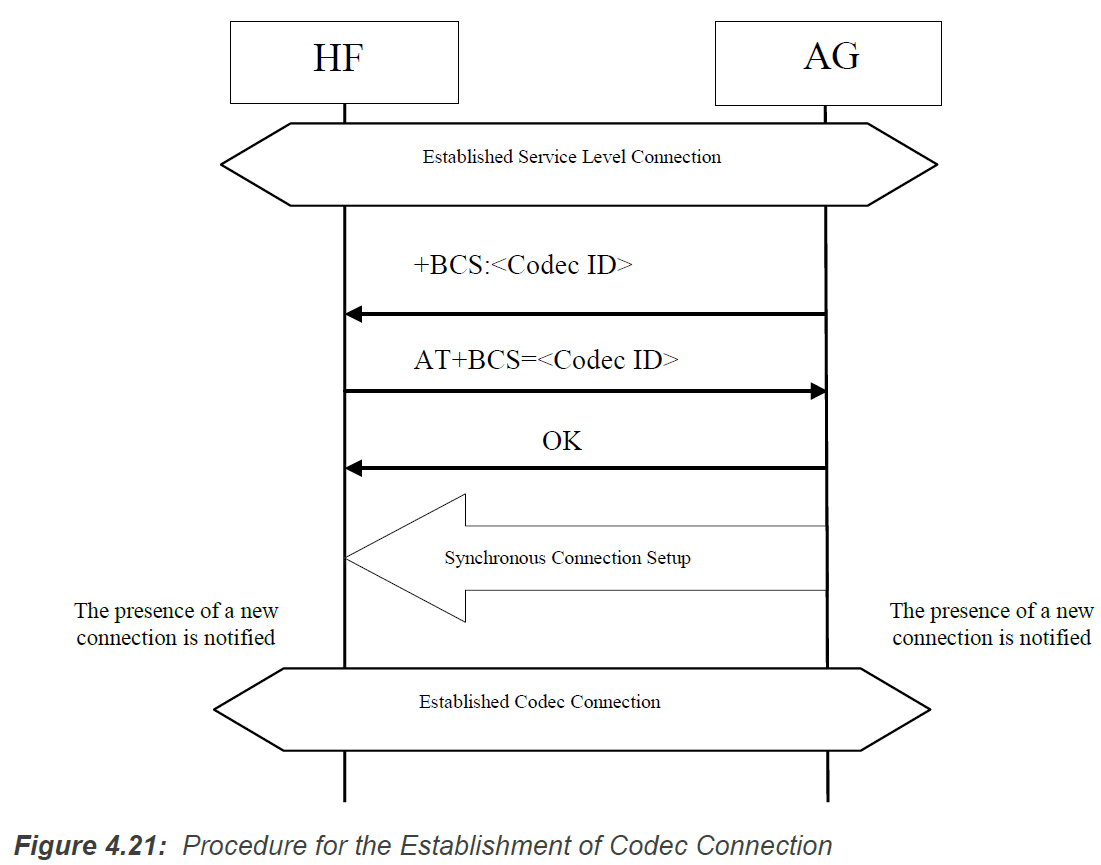 HF
AG
Established Service Level Connection
+BCS:<Codec ID>
AT+BCS=<Codec ID>
OK
Synchronous Connection Setup
The presence of a new
connection is notified
The presence of a new
connection is notified
Established Codec Connection
Figure 4.21: Procedure for the Establishment of Codec Connection